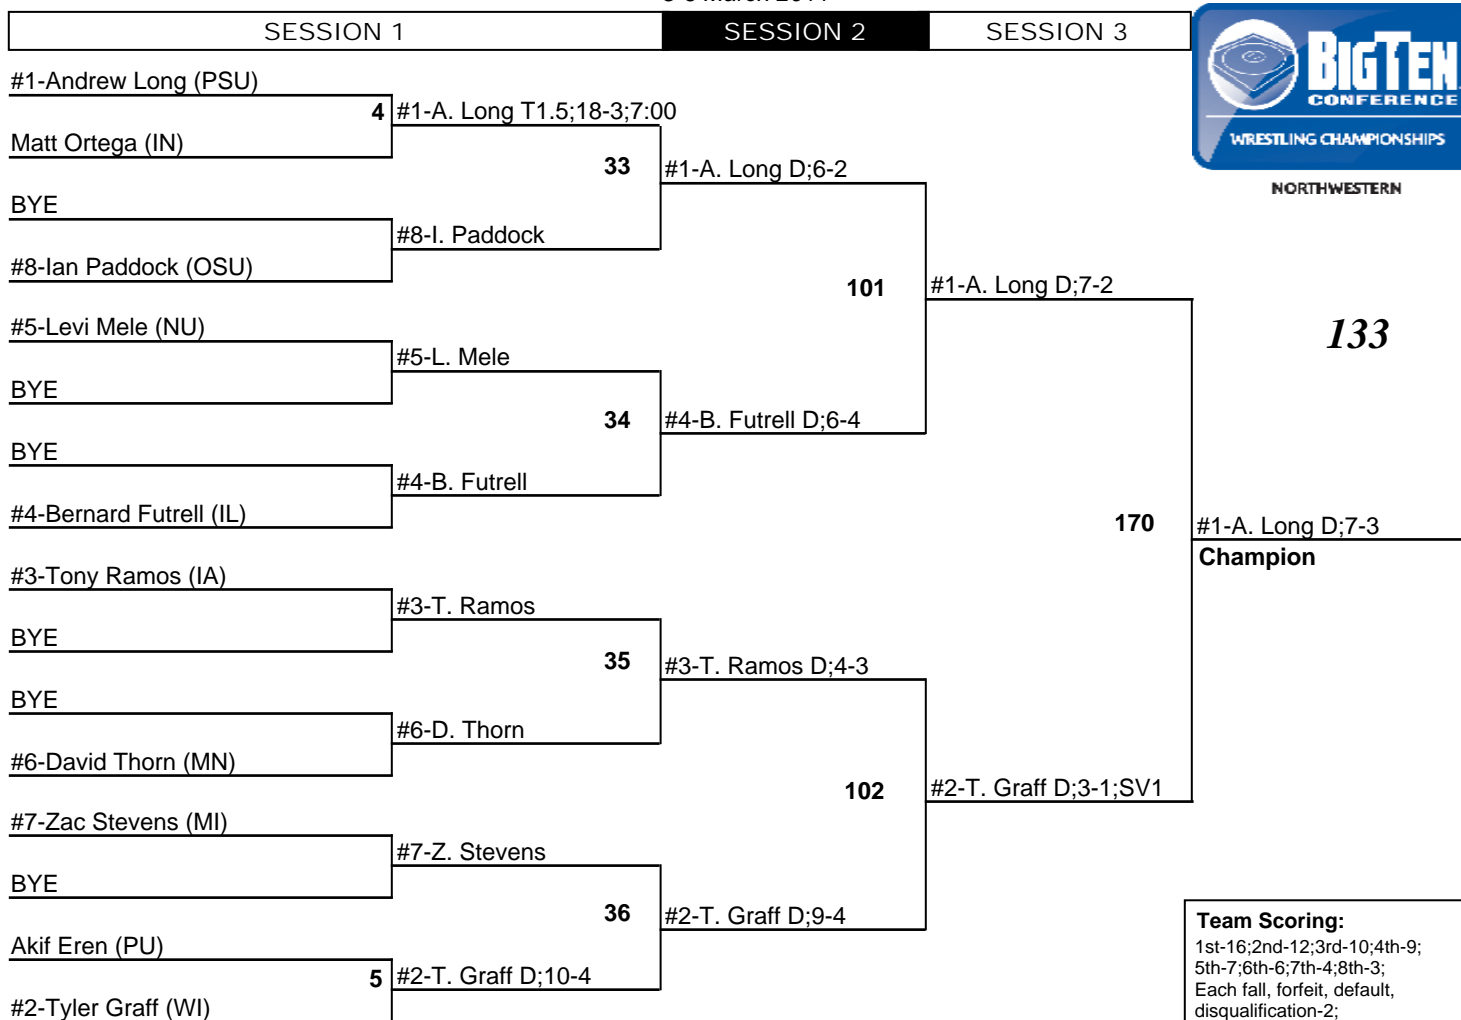 SESSION 1
SESSION 2
SESSION 3
BIGTEN
CONFERENCE
WRESTLING CHAMPIONSHIPS
NORTHWESTERN
133
#1-Andrew Long (PSU)
4
#1-A. Long T1.5;18-3;7:00
Matt Ortega (IN)
33
#1-A. Long D;6-2
BYE
#8-I. Paddock
#8-Ian Paddock (OSU)
101
#1-A. Long D;7-2
#5-Levi Mele (NU)
#5-L. Mele
BYE
34
#4-B. Futrell D;6-4
BYE
#4-B. Futrell
#4-Bernard Futrell (IL)
170
#1-A. Long D;7-3
Champion
#3-Tony Ramos (IA)
#3-T. Ramos
BYE
35
#3-T. Ramos D;4-3
BYE
#6-D. Thorn
#6-David Thorn (MN)
102
#2-T. Graff D;3-1;SV1
#7-Zac Stevens (MI)
#7-Z. Stevens
BYE
36
#2-T. Graff D;9-4
Akif Eren (PU)
5
#2-T. Graff D;10-4
#2-Tyler Graff (WI)
Team Scoring:
1st-16;2nd-12;3rd-10;4th-9;
5th-7;6th-6;7th-4;8th-3;
Each fall, forfeit, default,
disqualification-2;